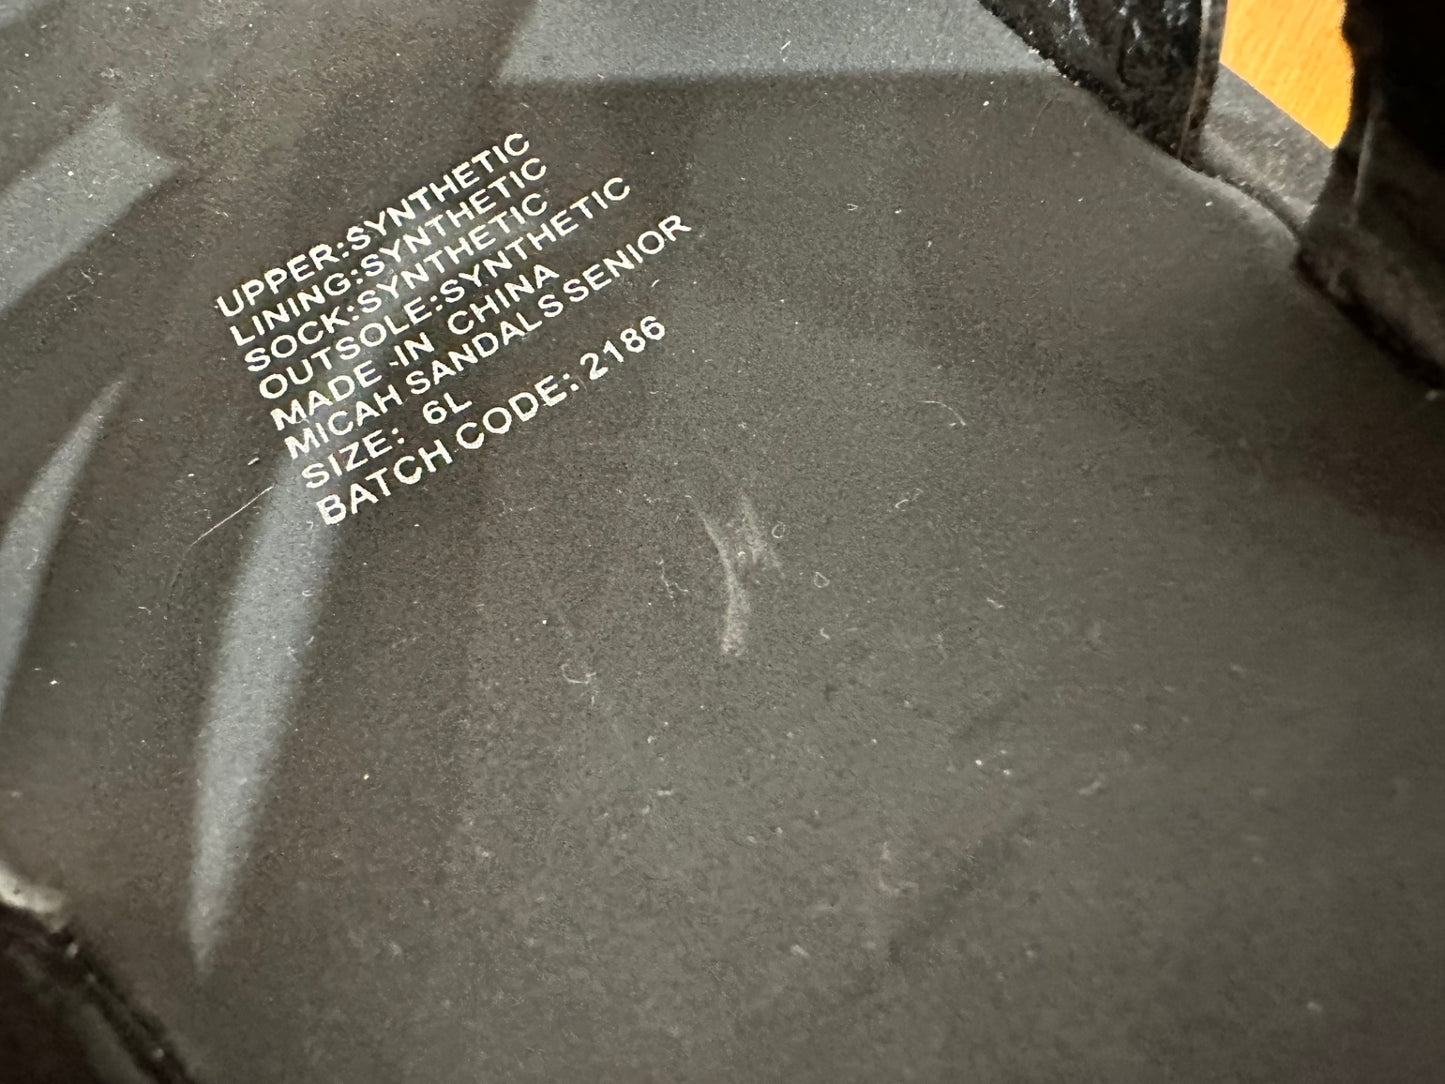 UPPER:SYNTHETIC
LINING:SYNTHETIC
SOCK:SYNTHETIC
OUTSOLE:SYNTHETIC
MADE -IN CHINA
MICAH SANDALS SENIOR
SIZE: 6L
BATCH CODE: 2186